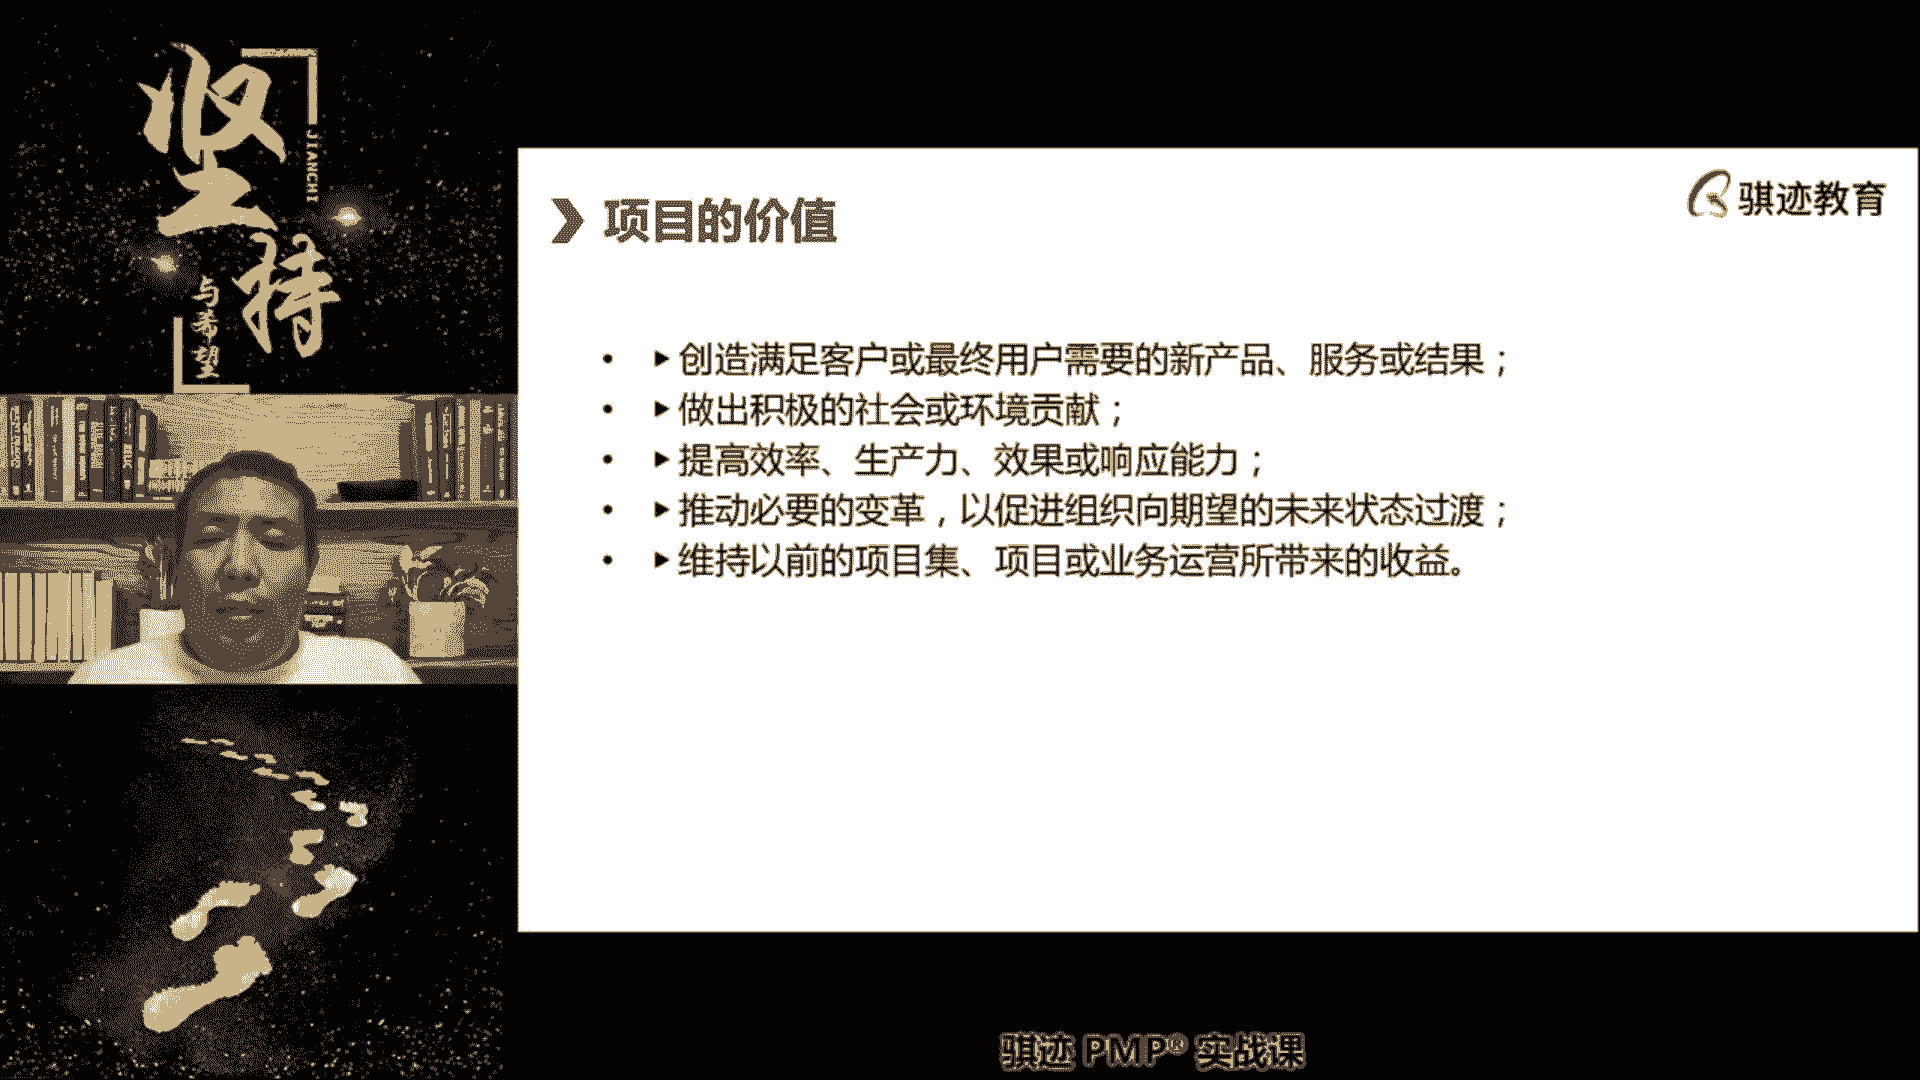 坚持
JIANCHI
与希望
项目的价值
骐迹教育
• ▶创造满足客户或最终用户需要的新产品、服务或结果；
• ▶做出积极的社会或环境贡献；
• ▶提高效率、生产力、效果或响应能力；
• ▶推动必要的变革，以促进组织向期望的未来状态过渡；
• ▶维持以前的项目集、项目或业务运营所带来的收益。
骐迹 PMP® 实战课